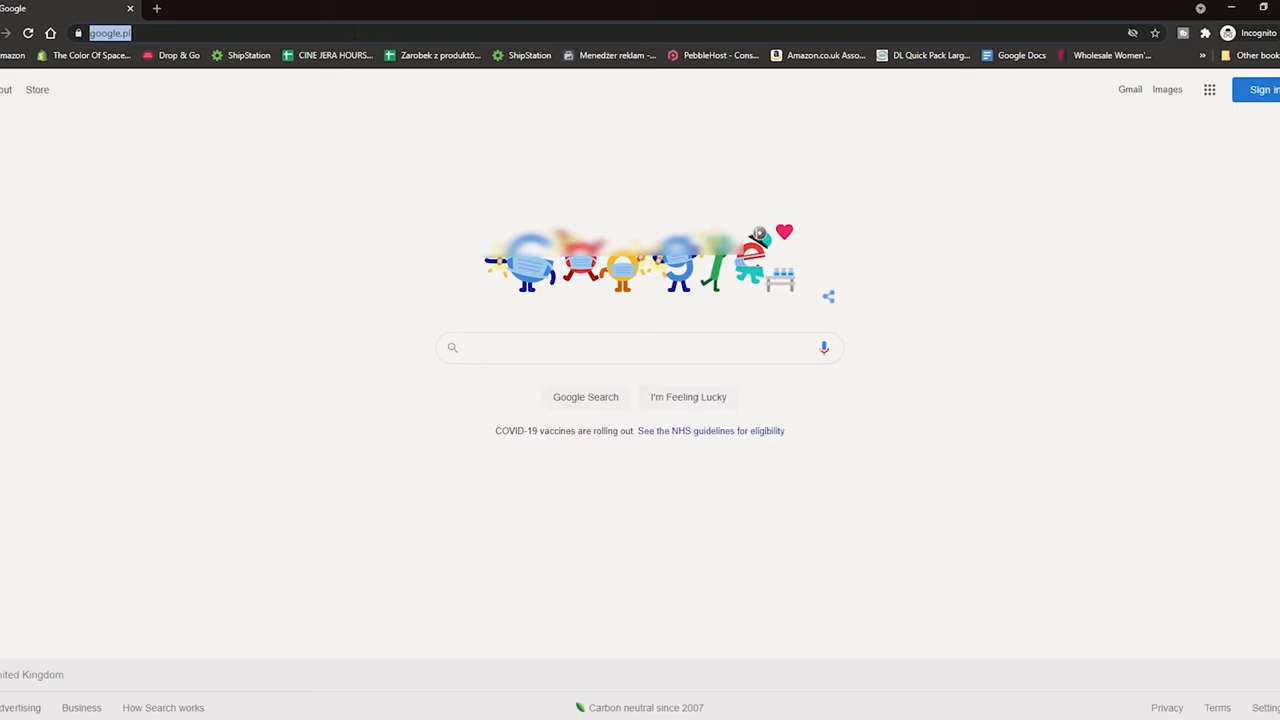 Google
google.pl
Incognito
amazon
The Color Of Space...
Drop & Go
ShipStation
CINE JERA HOURS...
Zarobek z produktó...
ShipStation
Menedżer reklam -...
PebbleHost - Cons...
Amazon.co.uk Asso...
DL Quick Pack Larg...
Google Docs
Wholesale Women'...
»
Other book
out
Store
Gmail
Images
Sign in
Google
Google Search
I'm Feeling Lucky
COVID-19 vaccines are rolling out. See the NHS guidelines for eligibility
nited Kingdom
dvertising
Business
How Search works
Carbon neutral since 2007
Privacy
Terms
Setting